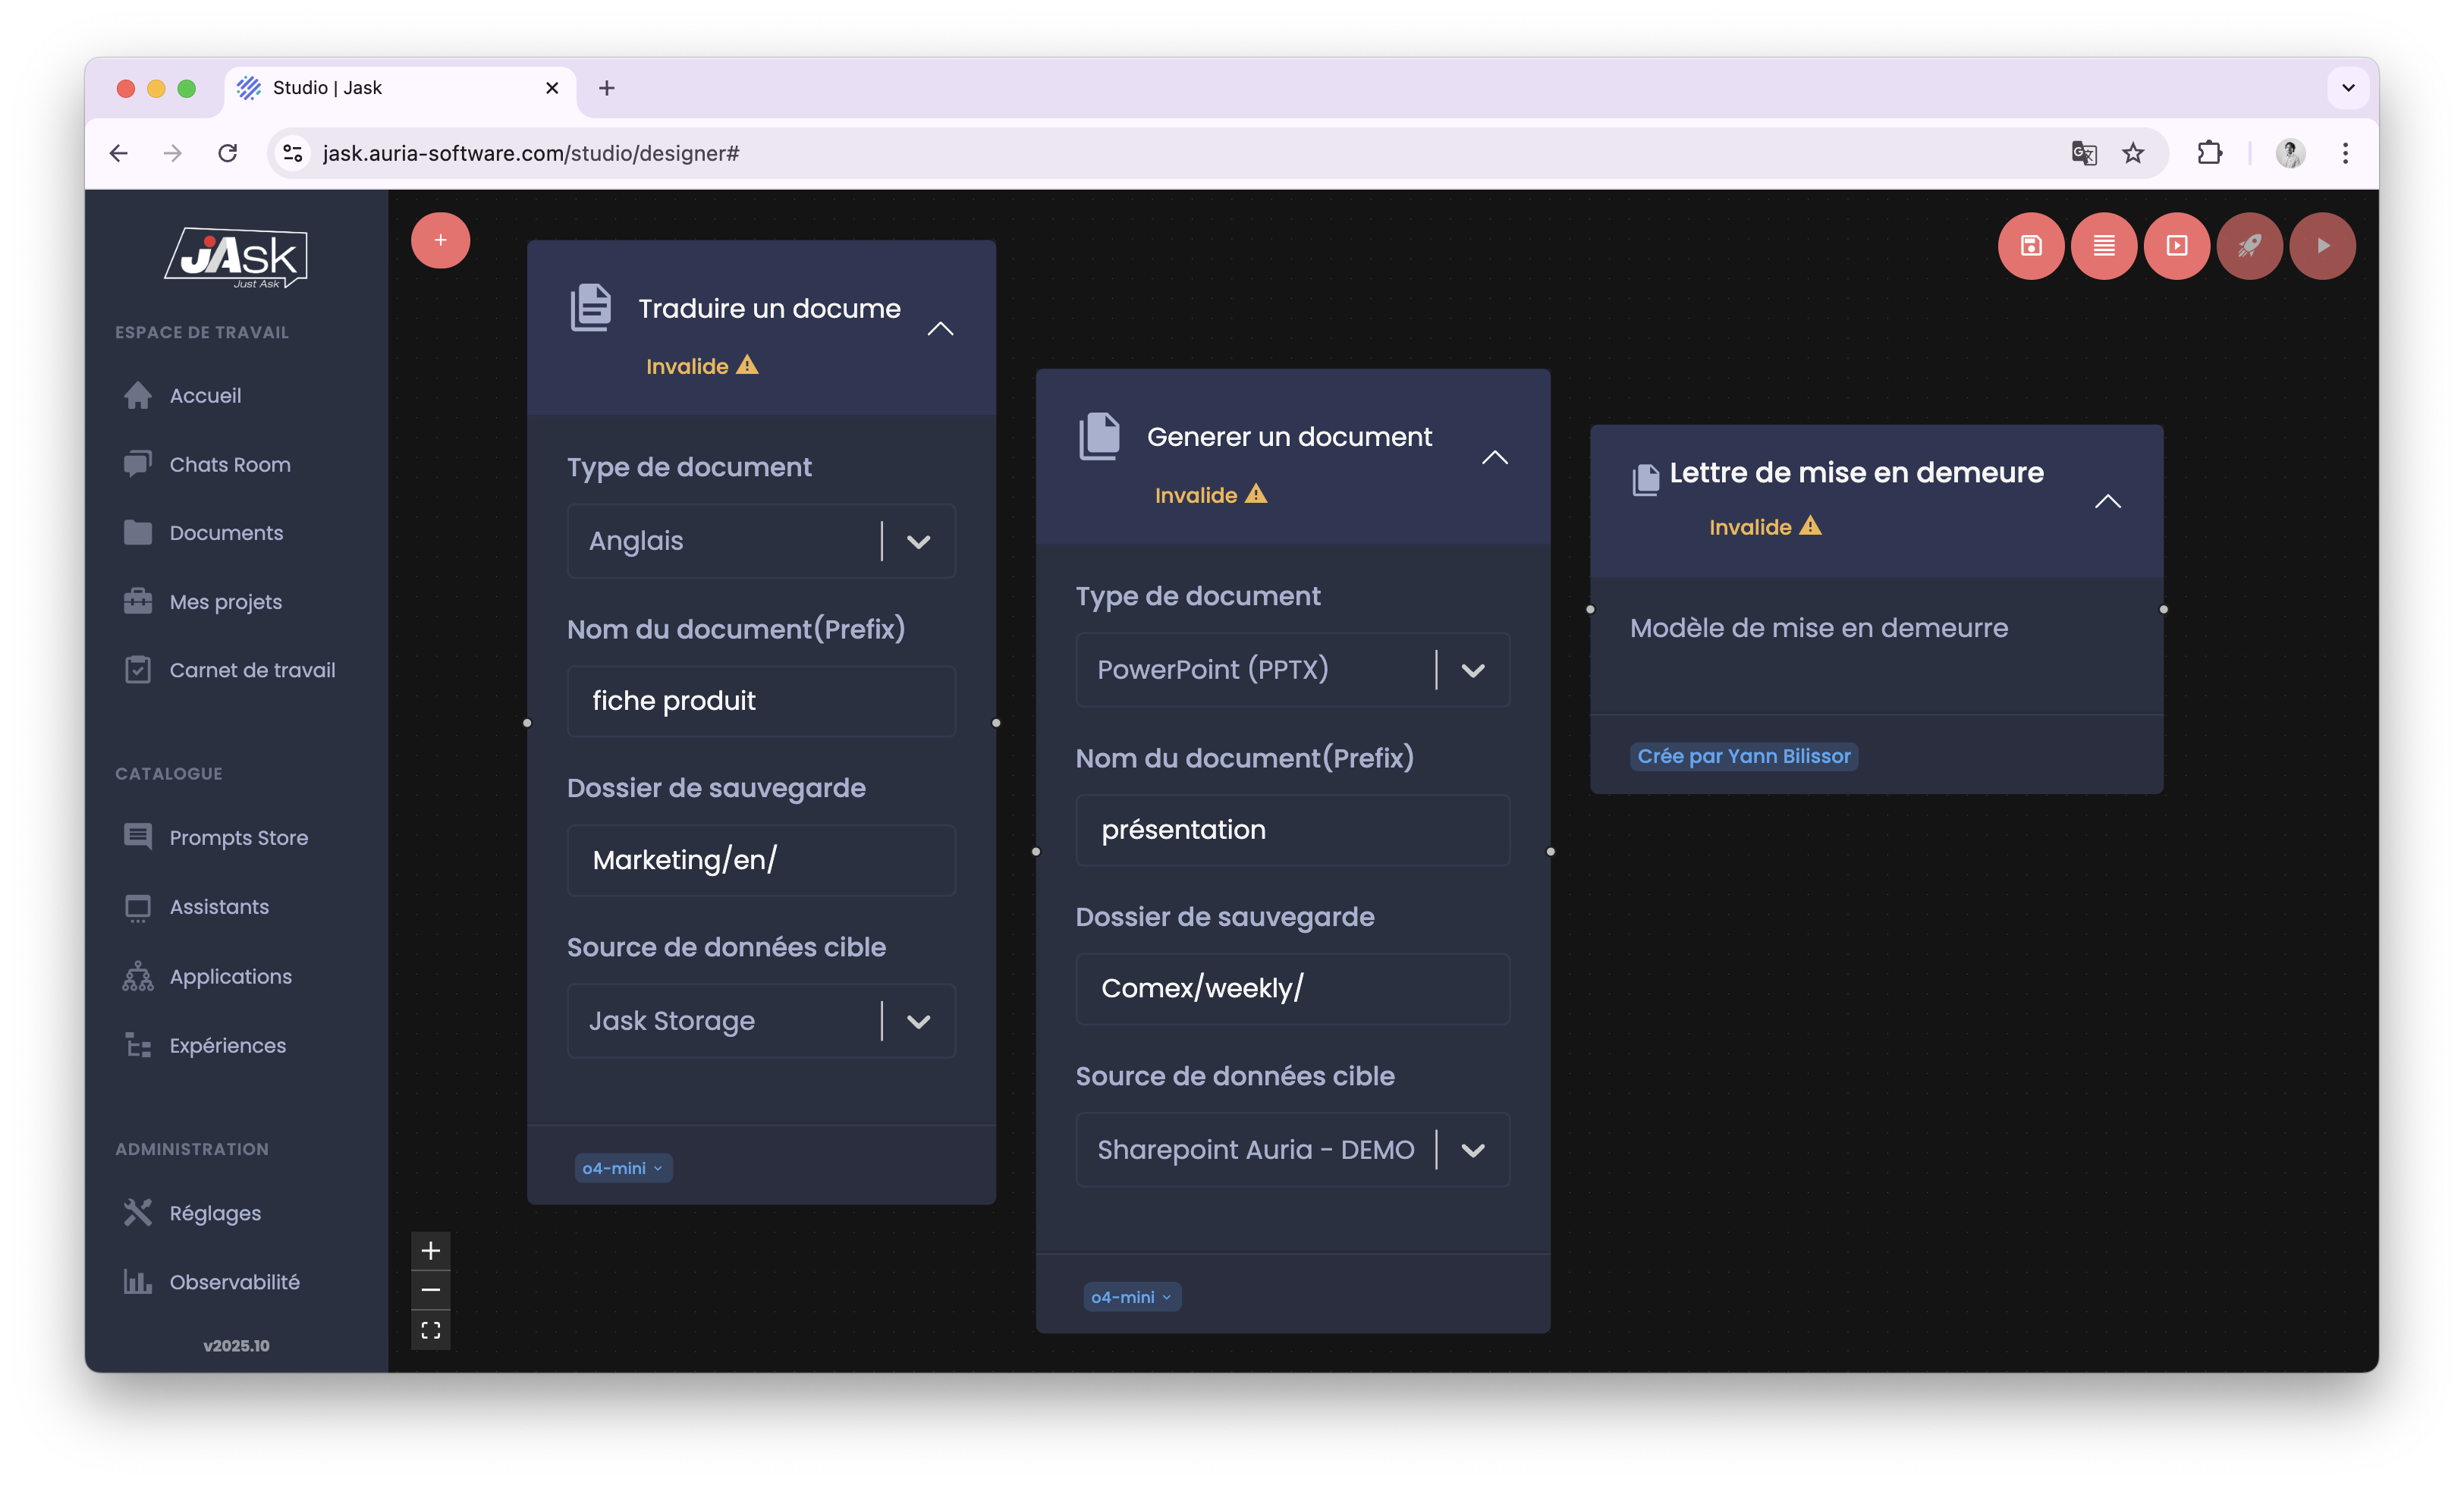 Studio | Jask
jask.auria-software.com/studio/designer#
jAsk
Just Ask
ESPACE DE TRAVAIL
Accueil
Chats Room
Documents
Mes projets
Carnet de travail
CATALOGUE
Prompts Store
Assistants
Applications
Expériences
ADMINISTRATION
Réglages
Observabilité
v2025.10
Traduire un docume
Invalide
Type de document
Anglais
Nom du document(Prefix)
fiche produit
Dossier de sauvegarde
Marketing/en/
Source de données cible
Jask Storage
o4-mini
Generer un document
Invalide
Type de document
PowerPoint (PPTX)
Nom du document(Prefix)
présentation
Dossier de sauvegarde
Comex/weekly/
Source de données cible
Sharepoint Auria - DEMO
o4-mini
Lettre de mise en demeure
Invalide
Modèle de mise en demeurre
Crée par Yann Bilissor